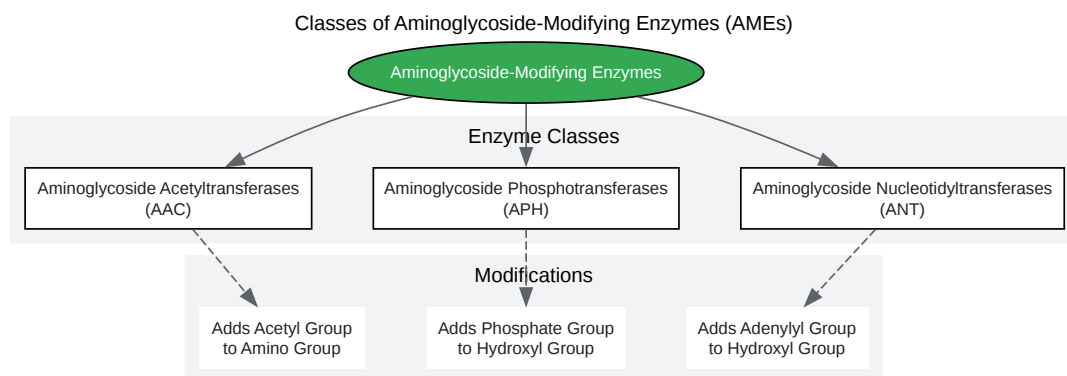 Classes of Aminoglycoside-Modifying Enzymes (AMEs)
Aminoglycoside-Modifying Enzymes
Enzyme Classes
Aminoglycoside Acetyltransferases
(AAC)
Aminoglycoside Phosphotransferases
(APH)
Aminoglycoside Nucleotidyltransferases
(ANT)
Modifications
Adds Acetyl Group
to Amino Group
Adds Phosphate Group
to Hydroxyl Group
Adds Adenylyl Group
to Hydroxyl Group